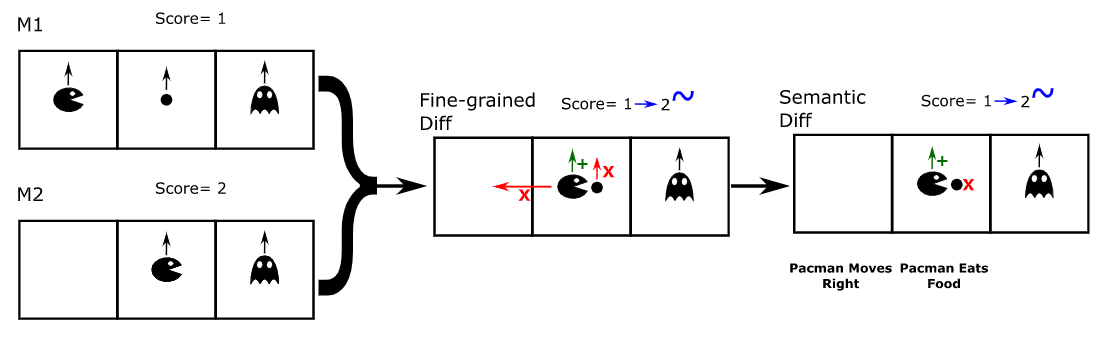 M1
Score= 1
M2
Score= 2
Fine-grained
Diff
Score= 1→2~
+
X
X
Semantic
Diff
Score= 1→2~
+
X
Pacman Moves
Right
Pacman Eats
Food